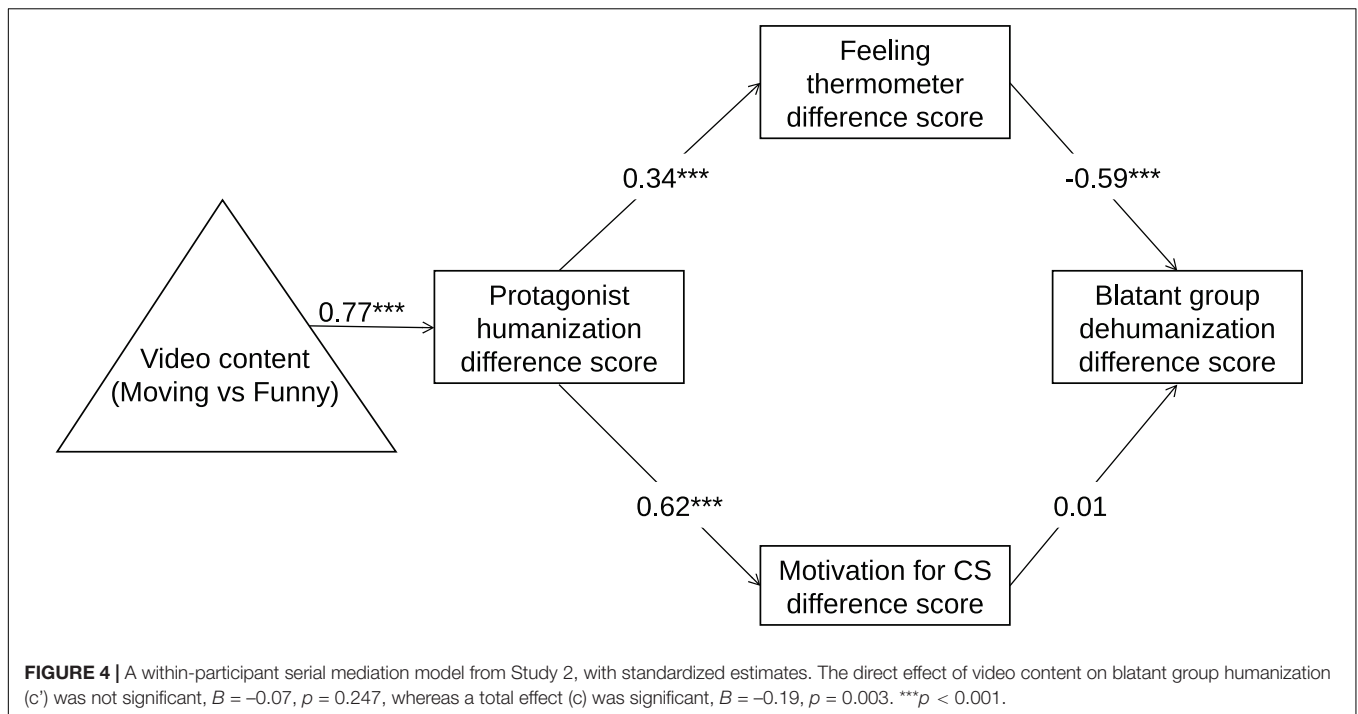 Feeling
thermometer
difference score
0.34***
-0.59***
0.77***
Protagonist
humanization
difference score
Blatant group
dehumanization
difference score
Video content
(Moving vs Funny)
0.62***
0.01
Motivation for CS
difference score
FIGURE 4 | A within-participant serial mediation model from Study 2, with standardized estimates. The direct effect of video content on blatant group humanization
(c') was not significant, B = –0.07, p = 0.247, whereas a total effect (c) was significant, B = –0.19, p = 0.003. ***p < 0.001.